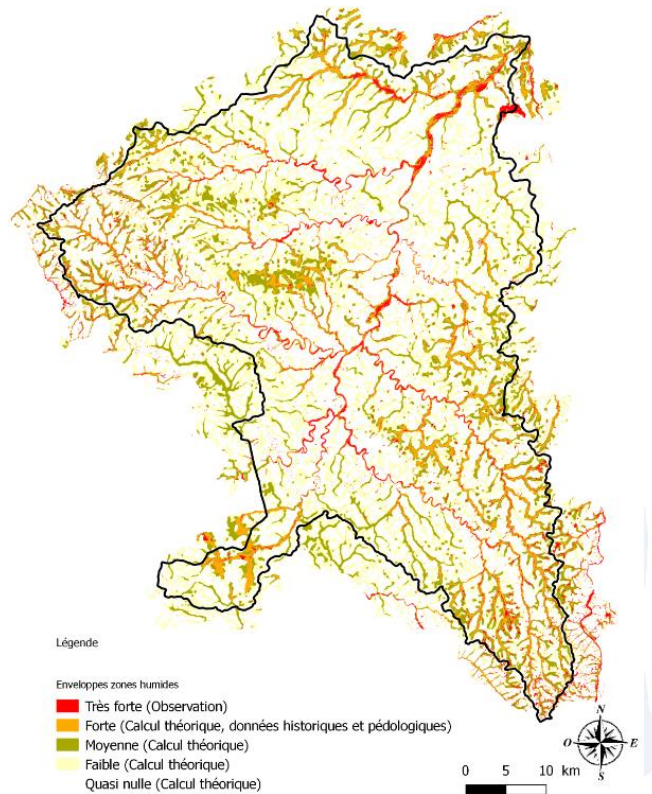 Légende
Enveloppes zones humides
Très forte (Observation)
Forte (Calcul théorique, données historiques et pédologiques)
Moyenne (Calcul théorique)
Faible (Calcul théorique)
Quasi nulle (Calcul théorique)
N
O E
S
0 5 10 km